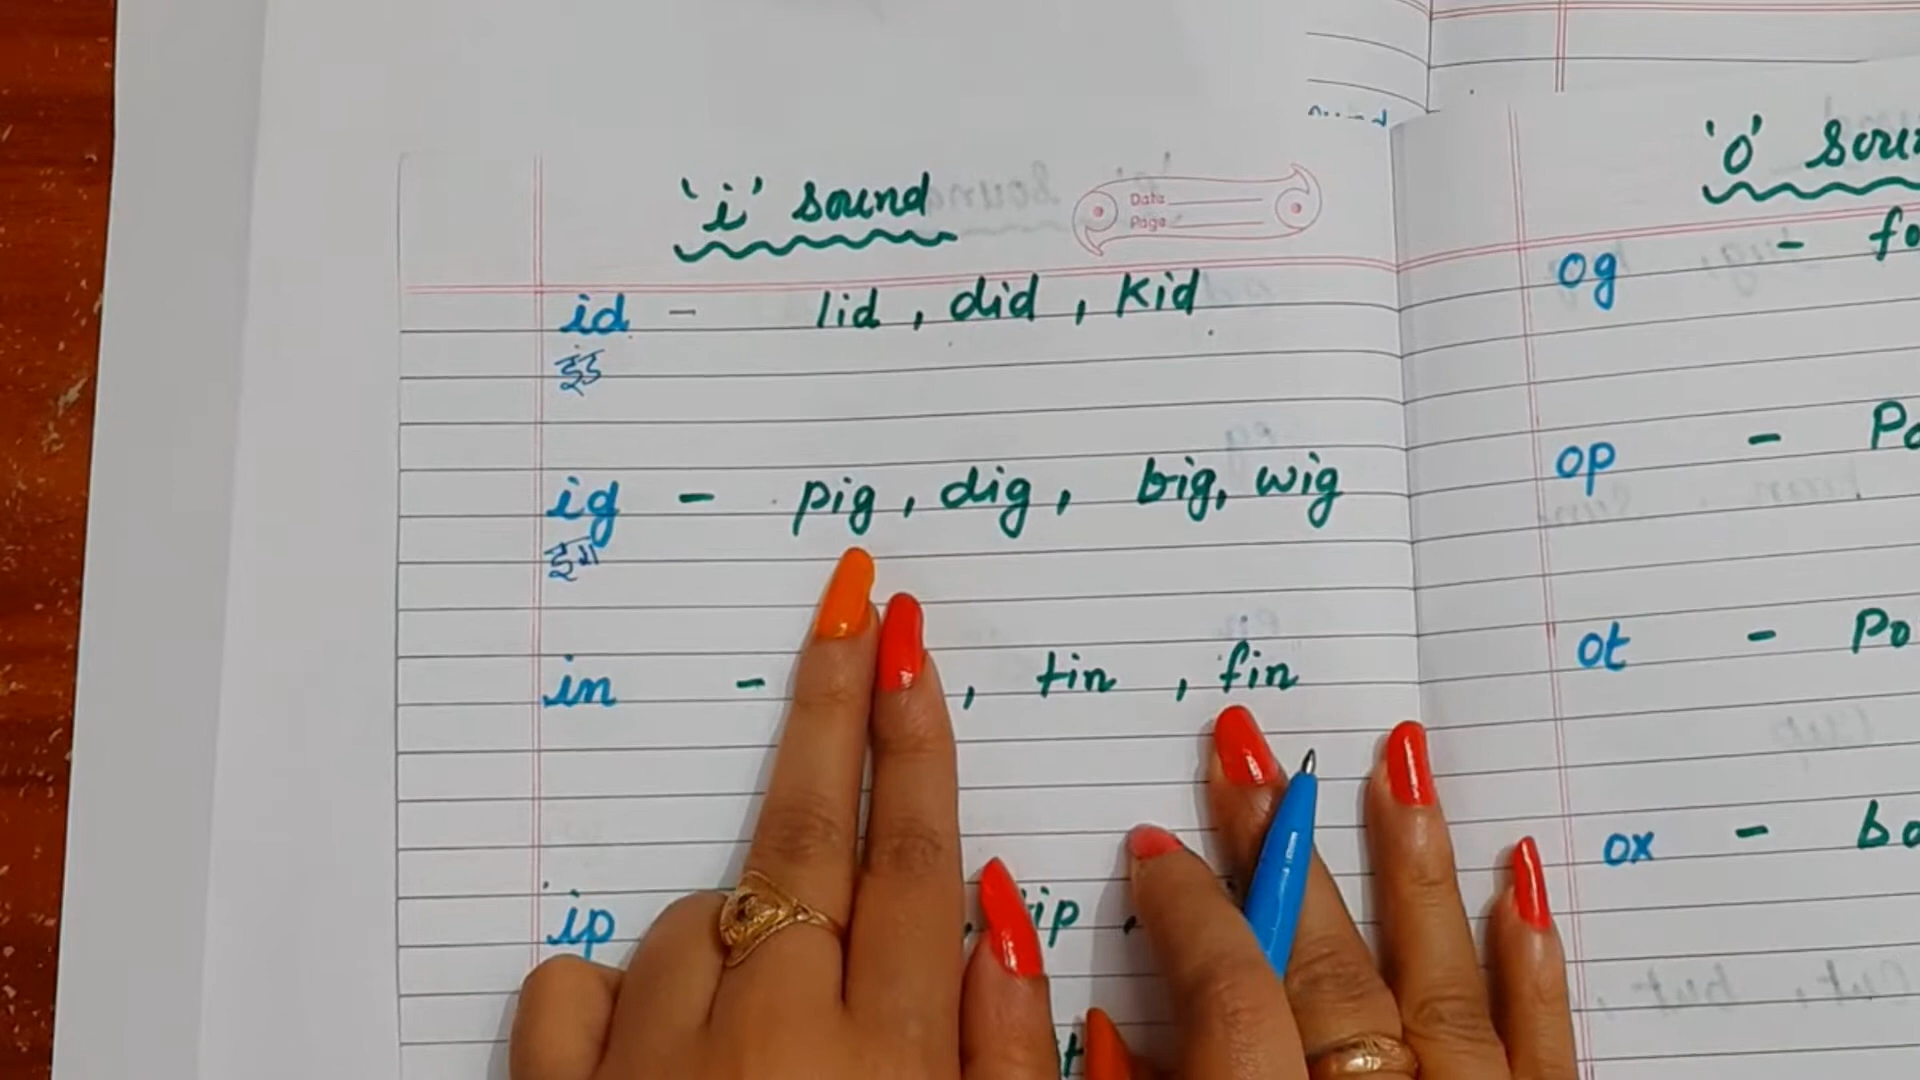 'i' sound
Date
Page
id - lid, did, kid
इड
ig - pig, dig, big, wig
इग
in - , tin, fin
ip
'o' sou
og - fo
op - Po
ot - Po
ox - bo